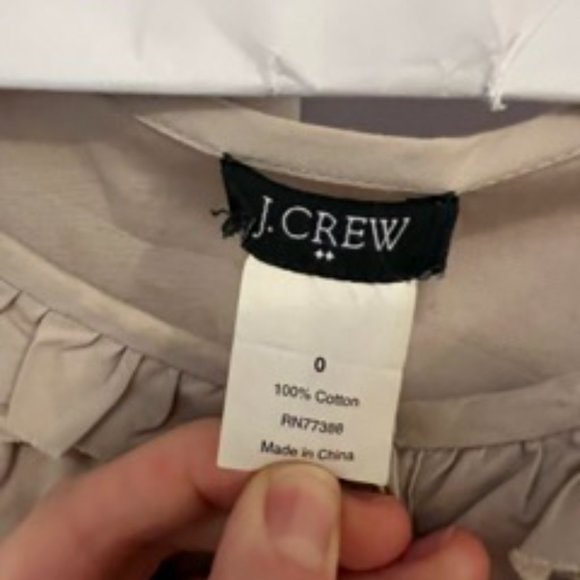 J.CREW
0
100% Cotton
RN77388
Made in China